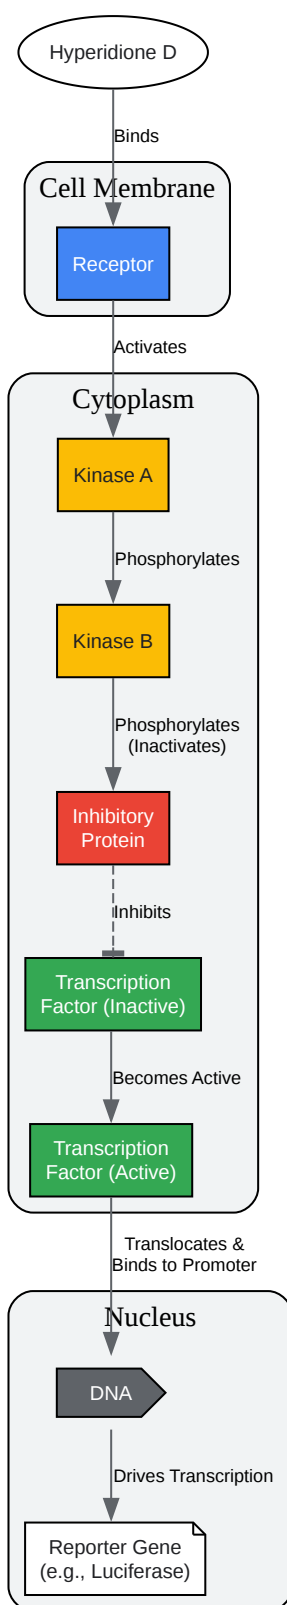 Hyperidione D
Binds
Cell Membrane
Receptor
Activates
Cytoplasm
Kinase A
Phosphorylates
Kinase B
Phosphorylates
(Inactivates)
Inhibitory
Protein
Inhibits
Transcription
Factor (Inactive)
Becomes Active
Transcription
Factor (Active)
Translocates &
Binds to Promoter
Nucleus
DNA
Drives Transcription
Reporter Gene
(e.g., Luciferase)